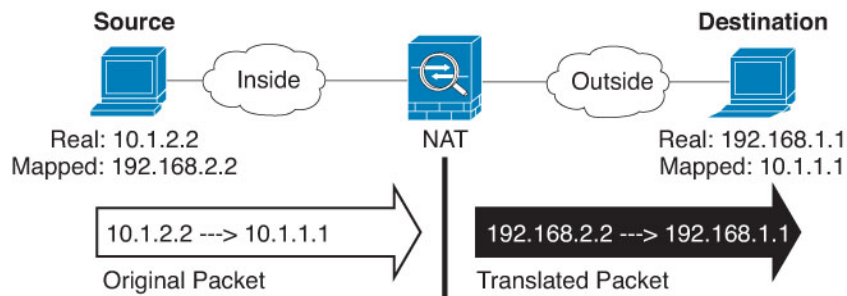 Source
Destination
Inside
Outside
NAT
Real: 10.1.2.2
Mapped: 192.168.2.2
Real: 192.168.1.1
Mapped: 10.1.1.1
10.1.2.2 ---> 10.1.1.1
192.168.2.2 ---> 192.168.1.1
Original Packet
Translated Packet